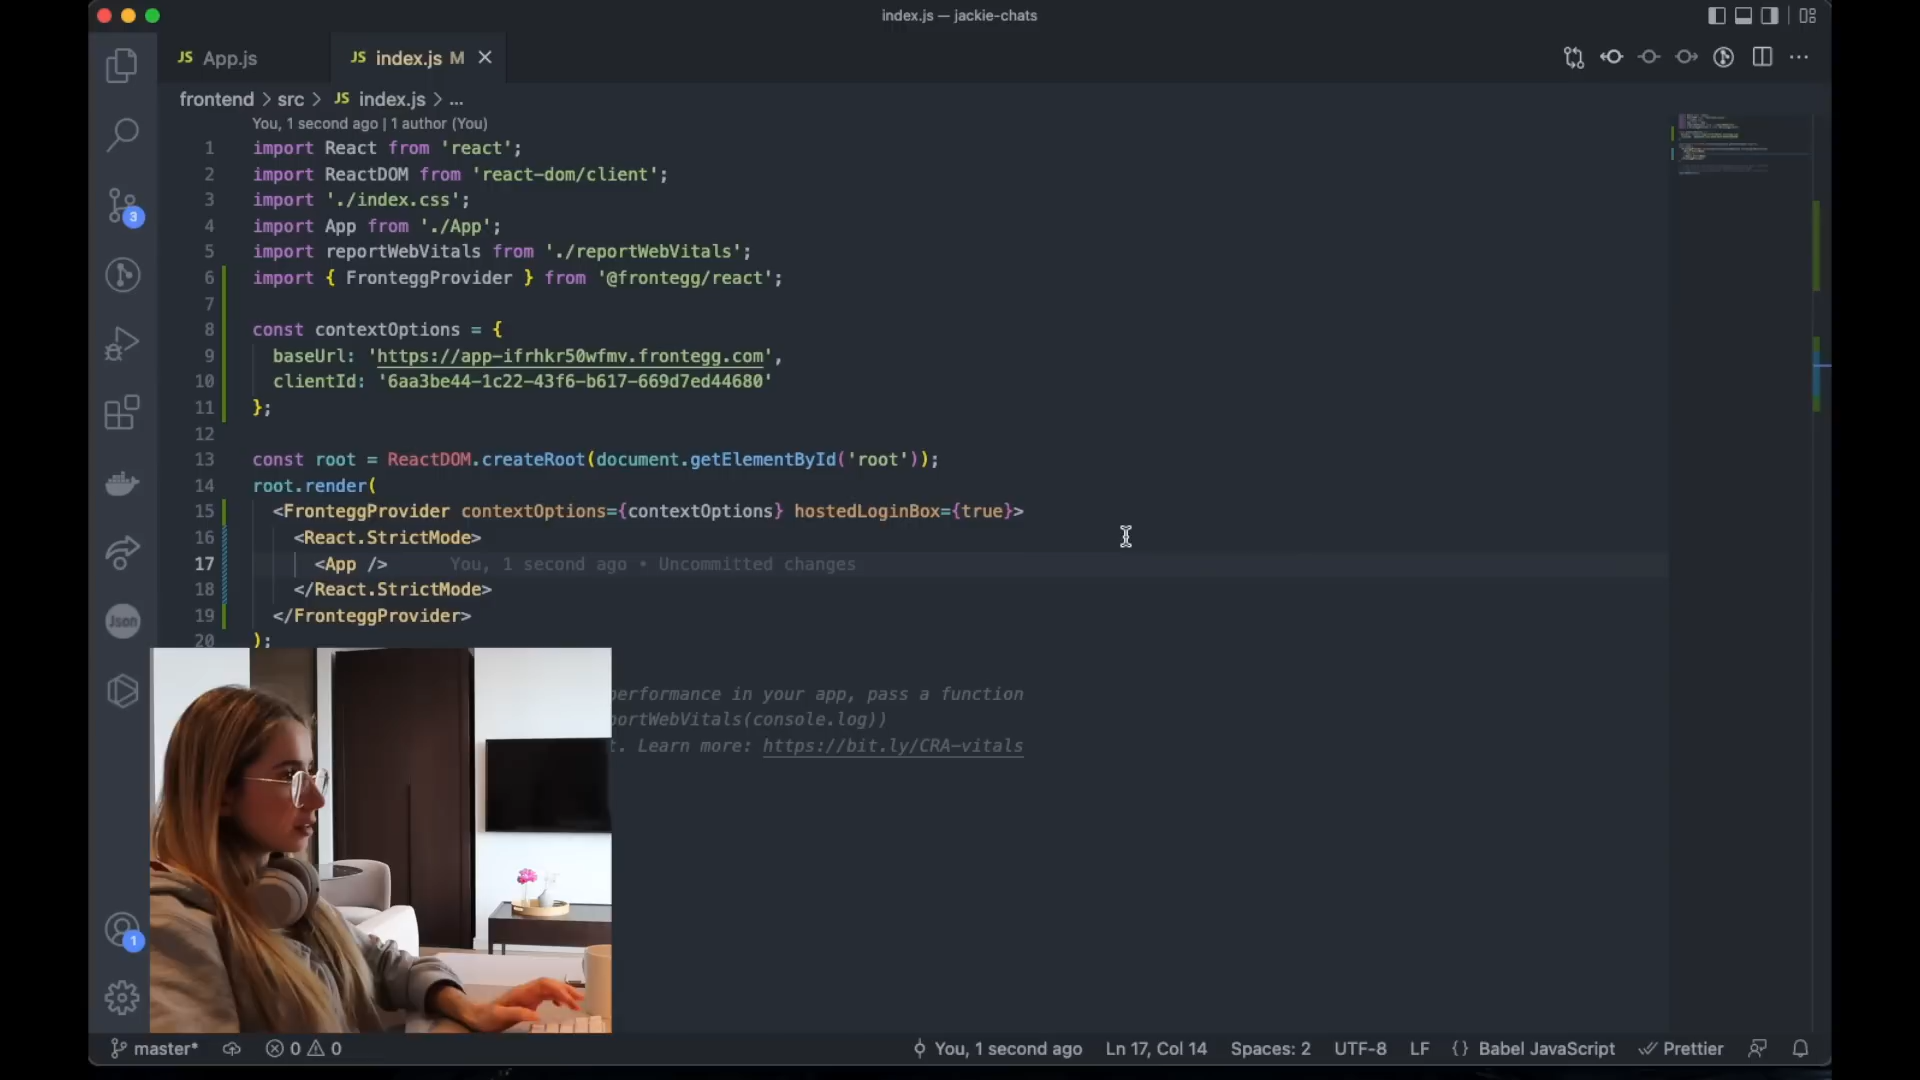 index.js — jackie-chats
JS App.js
JS index.js M
frontend > src > JS index.js > ...
You, 1 second ago | 1 author (You)
1 import React from 'react';
2 import ReactDOM from 'react-dom/client';
3 import './index.css';
4 import App from './App';
5 import reportWebVitals from './reportWebVitals';
6 import { FronteggProvider } from '@frontegg/react';
7
8 const contextOptions = {
9 baseUrl: 'https://app-ifrhkr50wfmv.frontegg.com',
10 clientId: '6aa3be44-1c22-43f6-b617-669d7ed44680'
11 };
12
13 const root = ReactDOM.createRoot(document.getElementById('root'));
14 root.render(
15 <FronteggProvider contextOptions={contextOptions} hostedLoginBox={true}>
16 <React.StrictMode>
17 <App /> You, 1 second ago • Uncommitted changes
18 </React.StrictMode>
19 </FronteggProvider>
20 );
performance in your app, pass a function
portWebVitals(console.log))
t. Learn more: https://bit.ly/CRA-vitals
3
Json
1
master* 0 0 You, 1 second ago Ln 17, Col 14 Spaces: 2 UTF-8 LF {} Babel JavaScript Prettier